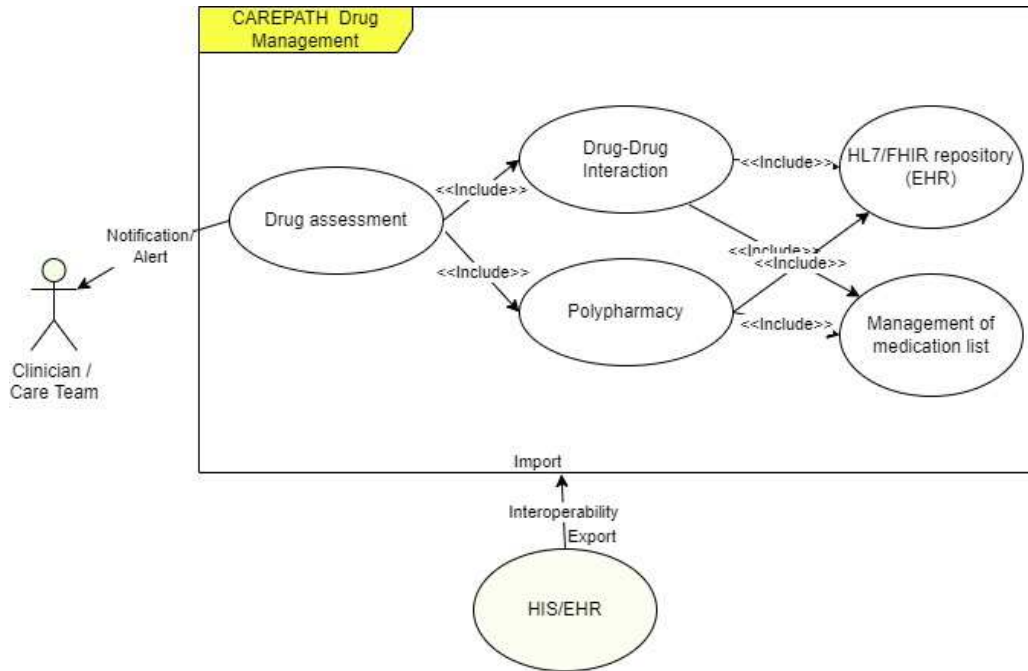 CAREPATH Drug
Management
Drug-Drug
Interaction
<<Include>>
HL7/FHIR repository
(EHR)
<<Include>>
Drug assessment
Notification/
Alert
<<Include>>
<<Include>>
<<Include>>
Polypharmacy
<<Include>>
Management of
medication list
Clinician /
Care Team
Import
Interoperability
Export
HIS/EHR